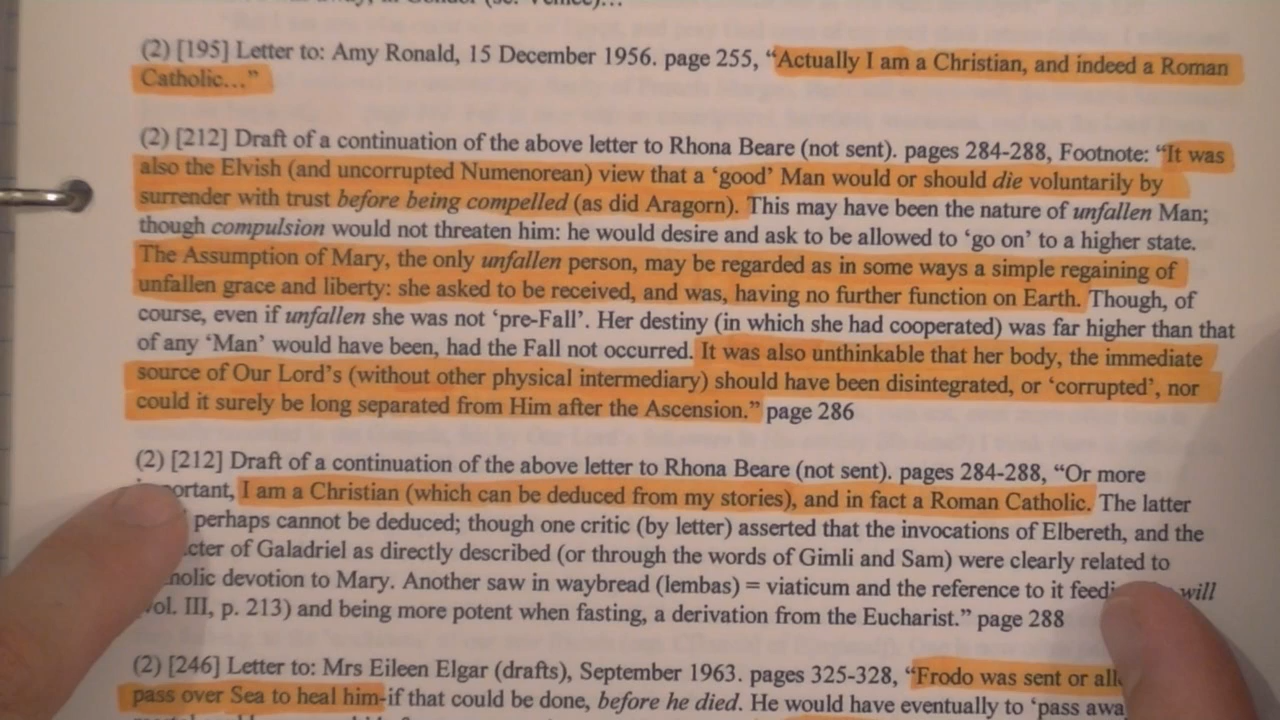 (2) [195] Letter to: Amy Ronald, 15 December 1956. page 255, “Actually I am a Christian, and indeed a Roman
Catholic…”
(2) [212] Draft of a continuation of the above letter to Rhona Beare (not sent). pages 284-288, Footnote: “It was
also the Elvish (and uncorrupted Numenorean) view that a ‘good’ Man would or should die voluntarily by
surrender with trust before being compelled (as did Aragorn). This may have been the nature of unfallen Man;
though compulsion would not threaten him: he would desire and ask to be allowed to ‘go on’ to a higher state.
The Assumption of Mary, the only unfallen person, may be regarded as in some ways a simple regaining of
unfallen grace and liberty: she asked to be received, and was, having no further function on Earth. Though, of
course, even if unfallen she was not ‘pre-Fall’. Her destiny (in which she had cooperated) was far higher than that
of any ‘Man’ would have been, had the Fall not occurred. It was also unthinkable that her body, the immediate
source of Our Lord’s (without other physical intermediary) should have been disintegrated, or ‘corrupted’, nor
could it surely be long separated from Him after the Ascension.” page 286
(2) [212] Draft of a continuation of the above letter to Rhona Beare (not sent). pages 284-288, “Or more
I am a Christian (which can be deduced from my stories), and in fact a Roman Catholic. The latter
perhaps cannot be deduced; though one critic (by letter) asserted that the invocations of Elbereth, and the
of Galadriel as directly described (or through the words of Gimli and Sam) were clearly related to
devotion to Mary. Another saw in waybread (lembas) = viaticum and the reference to it will
III, p. 213) and being more potent when fasting, a derivation from the Eucharist.” page 288
(2) [246] Letter to: Mrs Eileen Elgar (drafts), September 1963. pages 325-328, “Frodo was sent or
pass over Sea to heal him-if that could be done, before he died. He would have eventually to ‘pass